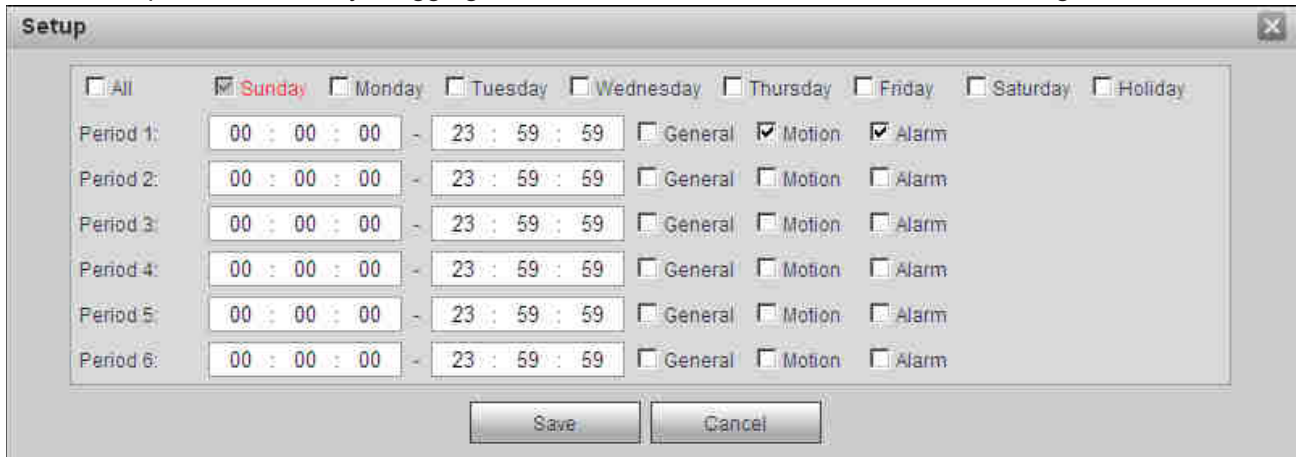 Setup
All Sunday Monday Tuesday Wednesday Thursday Friday Saturday Holiday
Period 1: 00 : 00 : 00 - 23 : 59 : 59 General Motion Alarm
Period 2: 00 : 00 : 00 - 23 : 59 : 59 General Motion Alarm
Period 3: 00 : 00 : 00 - 23 : 59 : 59 General Motion Alarm
Period 4: 00 : 00 : 00 - 23 : 59 : 59 General Motion Alarm
Period 5: 00 : 00 : 00 - 23 : 59 : 59 General Motion Alarm
Period 6: 00 : 00 : 00 - 23 : 59 : 59 General Motion Alarm
Save Cancel